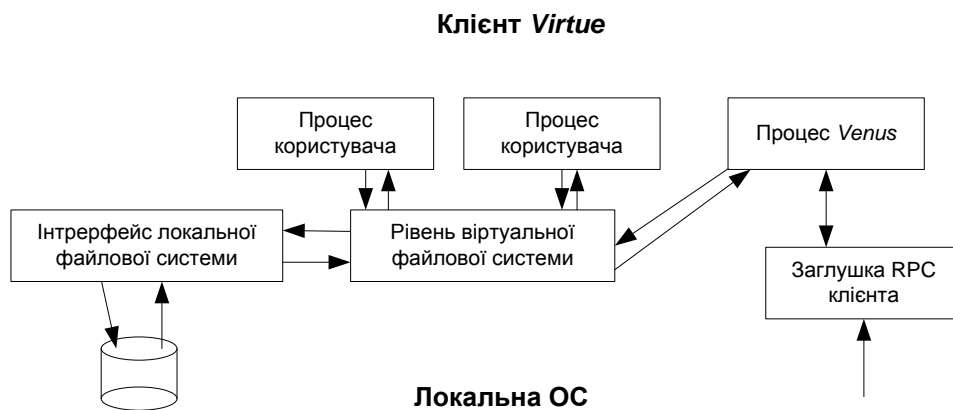 Клієнт Virtue
Процес
користувача
Процес
користувача
Процес Venus
Інтрерфейс локальної
файлової системи
Рівень віртуальної
файлової системи
Заглушка RPC
клієнта
Локальна ОС